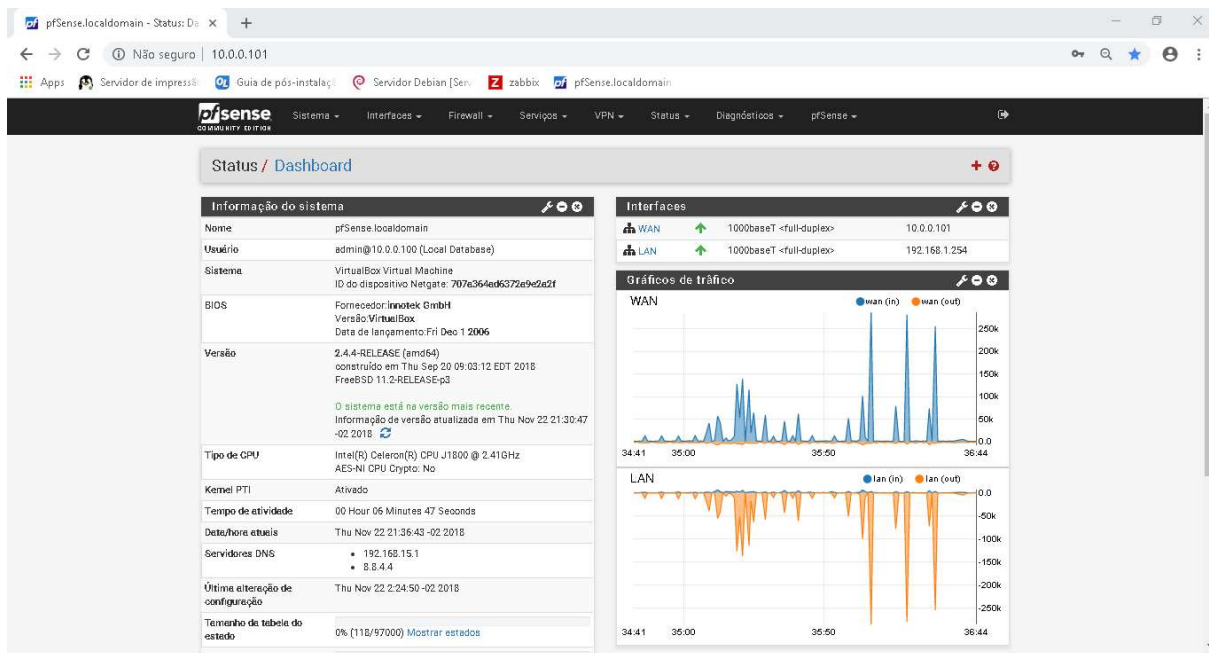 pfSense.localdomain - Status: Da
Não seguro | 10.0.0.101
Apps Servidor de impressã Guia de pós-instalaç Servidor Debian [Serv zabbix pfSense.localdomain
pfsense Sistema Interfaces Firewall Serviços VPN Status Diagnósticos pfSense
COMMUNITY EDITION
Status / Dashboard
Informação do sistema
Nome pfSense.localdomain
Usuário admin@10.0.0.100 (Local Database)
Sistema VirtualBox Virtual Machine
ID do dispositivo Netgate: 707a364ad6372a9e2a2f
BIOS Fornecedor:innotek GmbH
Versão:VirtualBox
Data de lançamento:Fri Dec 1 2006
Versão 2.4.4-RELEASE (amd64)
construído em Thu Sep 20 09:03:12 EDT 2018
FreeBSD 11.2-RELEASE-p3
O sistema está na versão mais recente.
Informação de versão atualizada em Thu Nov 22 21:30:47
-02 2018
Tipo de CPU Intel(R) Celeron(R) CPU J1800 @ 2.41GHz
AES-NI CPU Crypto: No
Kernel PTI Ativado
Tempo de atividade 00 Hour 06 Minutes 47 Seconds
Data/hora atuais Thu Nov 22 21:36:43 -02 2018
Servidores DNS • 192.168.15.1
• 8.8.4.4
Última alteração de
configuração Thu Nov 22 2:24:50 -02 2018
Tamanho da tabela do
estado 0% (118/97000) Mostrar estados
Interfaces
WAN 1000baseT <full-duplex> 10.0.0.101
LAN 1000baseT <full-duplex> 192.168.1.254
Gráficos de tráfico
WAN wan (in) wan (out)
250k
200k
150k
100k
50k
0.0
34:41 35:00 35:50 36:44
LAN lan (in) lan (out)
0.0
-50k
-100k
-150k
-200k
-250k
34:41 35:00 35:50 36:44